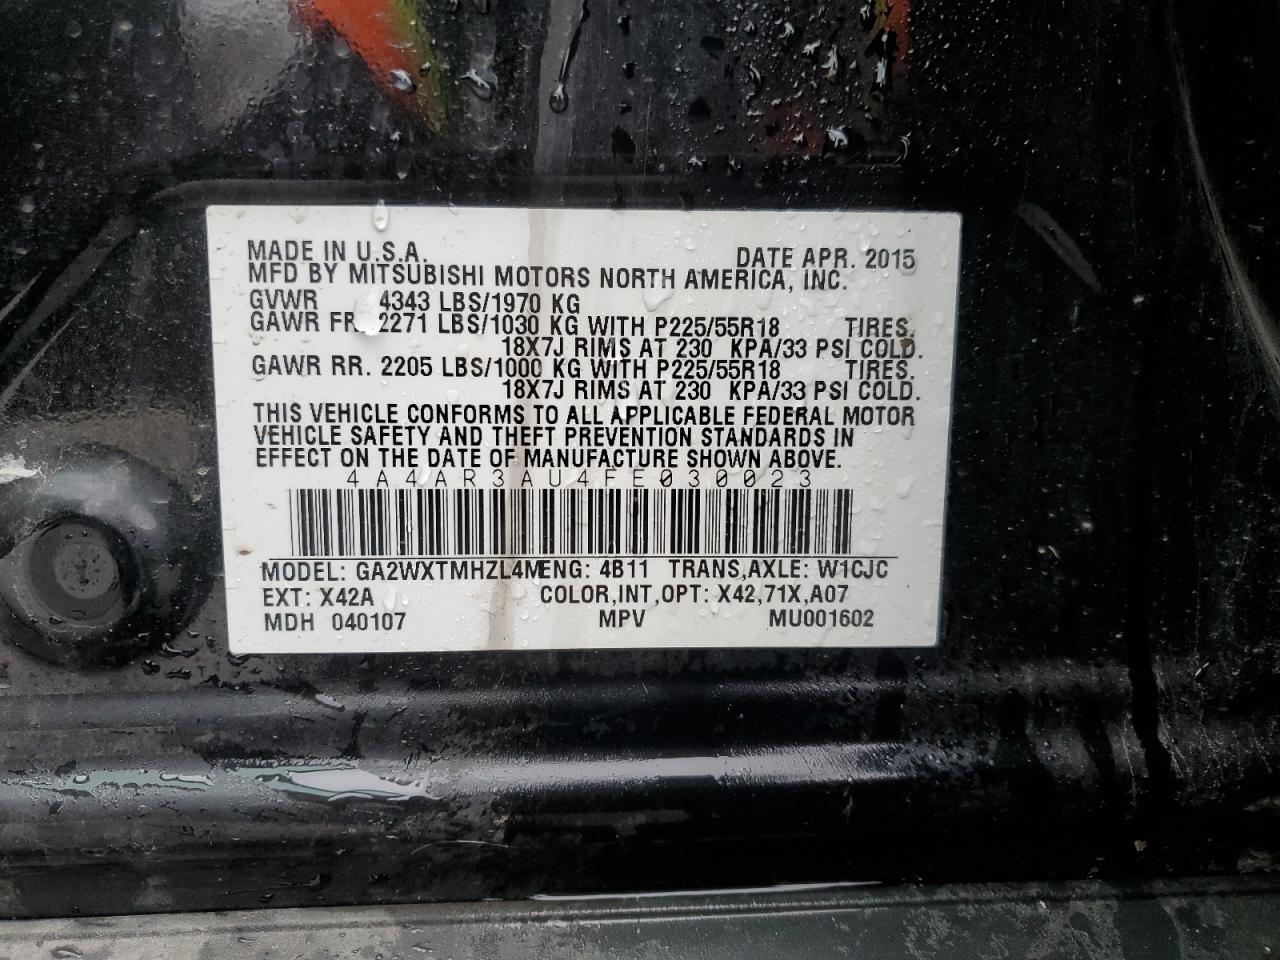 MADE IN U.S.A. DATE APR. 2015
MFD BY MITSUBISHI MOTORS NORTH AMERICA, INC.
GVWR 4343 LBS/1970 KG
GAWR FR. 2271 LBS/1030 KG WITH P225/55R18 TIRES,
18X7J RIMS AT 230 KPA/33 PSI COLD.
GAWR RR. 2205 LBS/1000 KG WITH P225/55R18 TIRES.
18X7J RIMS AT 230 KPA/33 PSI COLD.
THIS VEHICLE CONFORMS TO ALL APPLICABLE FEDERAL MOTOR
VEHICLE SAFETY AND THEFT PREVENTION STANDARDS IN
EFFECT ON THE DATE OF MANUFACTURE SHOWN ABOVE.
4A4AR3AU4FE030023
MODEL: GA2WXTMHZL4M ENG: 4B11 TRANS,AXLE: W1CJC
EXT: X42A COLOR,INT,OPT: X42,71X,A07
MDH 040107 MPV MU001602